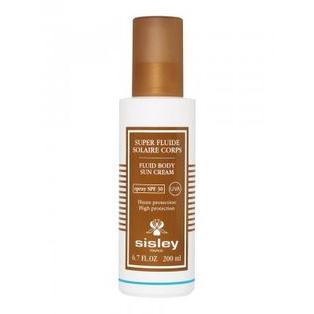 SUPER FLUIDE
SOLAIRE CORPS
FLUID BODY
SUN CREAM
spray SPF 30 UVA
Haute protection
High protection
sisley
PARIS
6.7 FL.OZ 200 ml